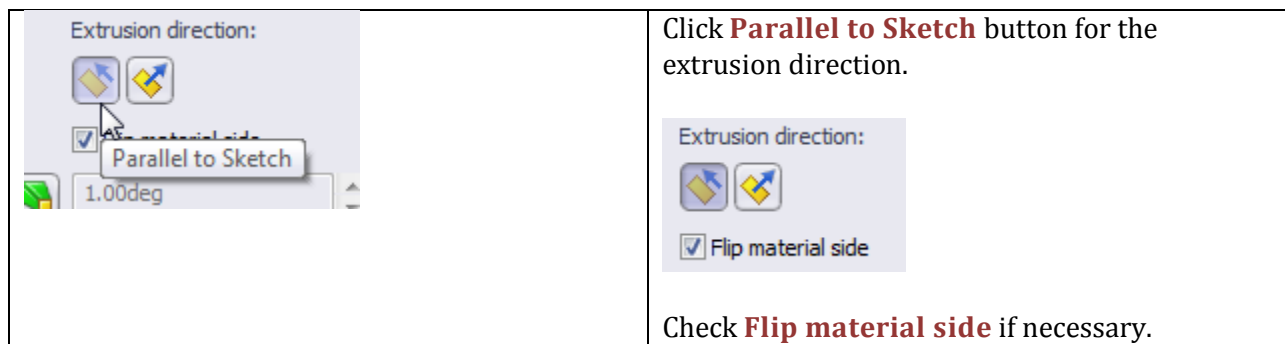 Extrusion direction:
Parallel to Sketch
1.00deg
Click Parallel to Sketch button for the
extrusion direction.
Extrusion direction:
Flip material side
Check Flip material side if necessary.